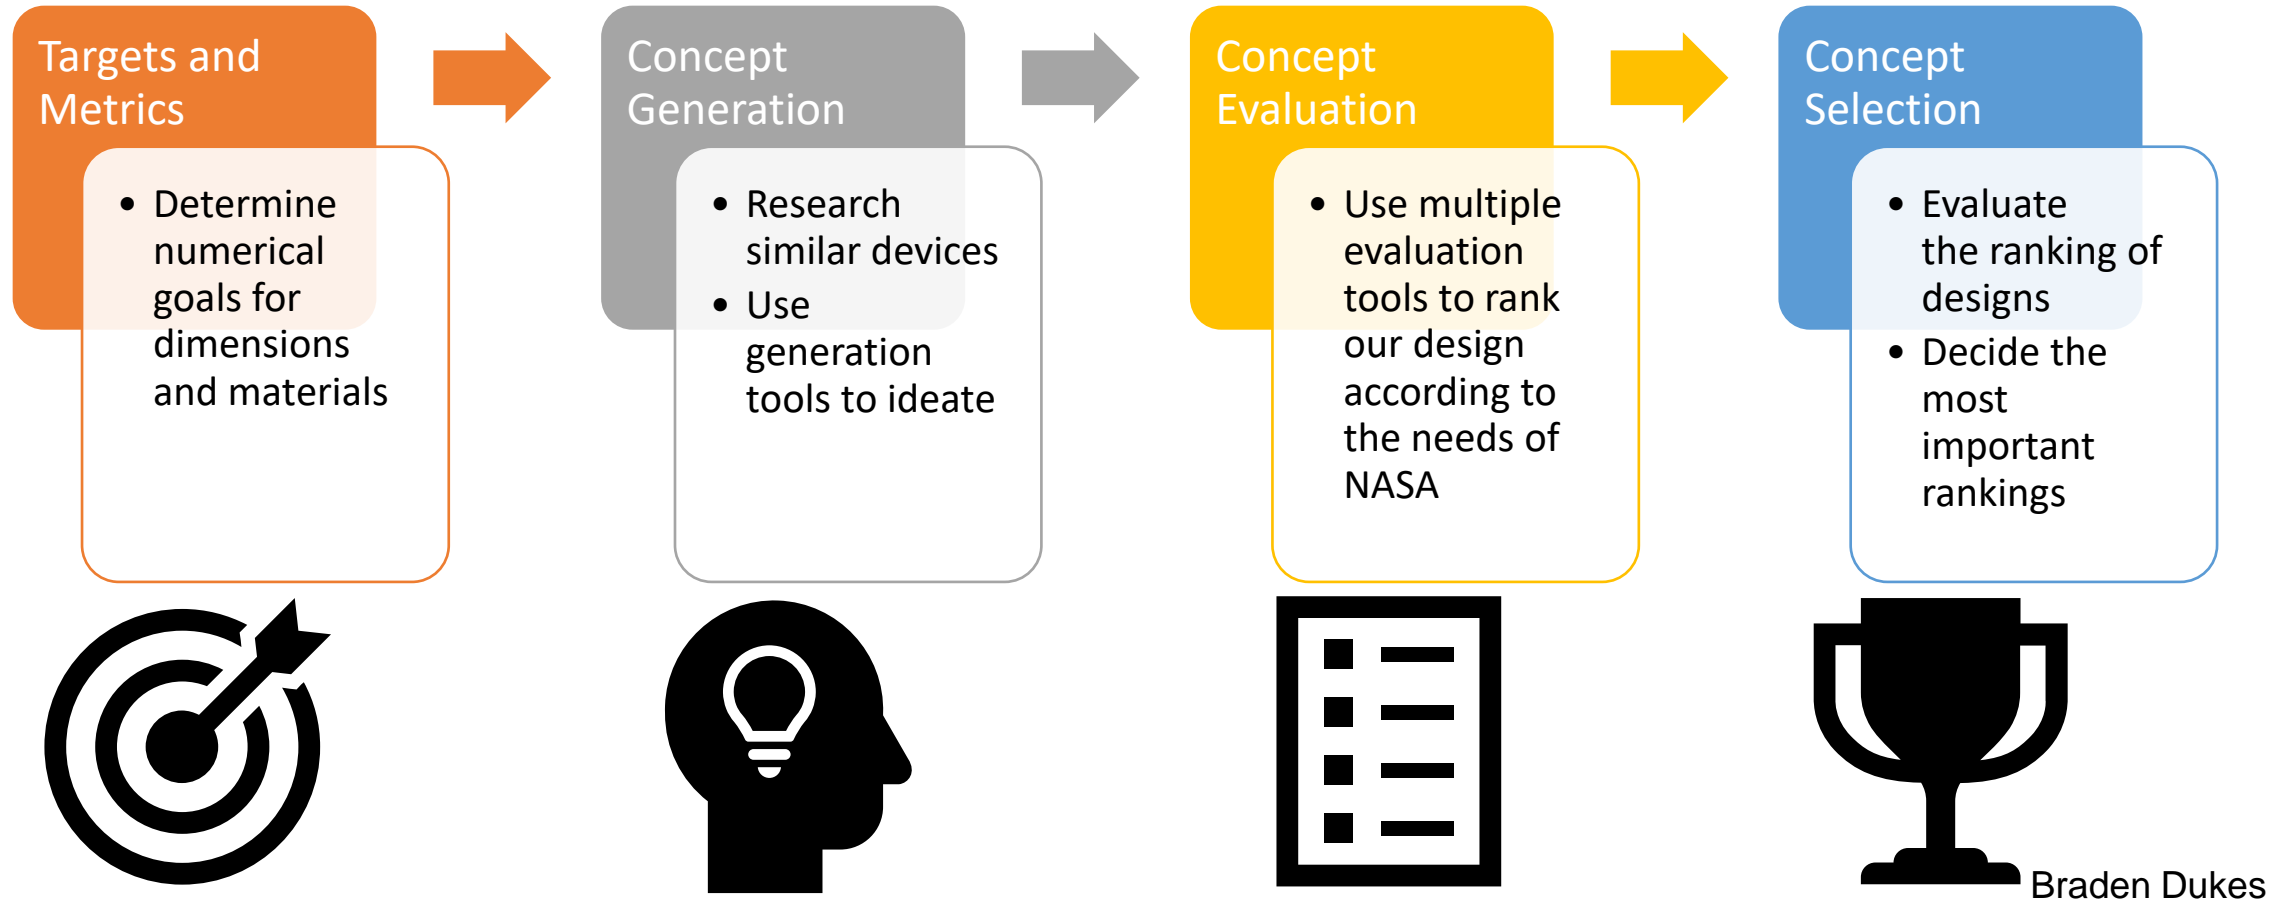 Targets and
Metrics
• Determine
numerical
goals for
dimensions
and materials
Concept
Generation
• Research
similar devices
• Use
generation
tools to ideate
Concept
Evaluation
• Use multiple
evaluation
tools to rank
our design
according to
the needs of
NASA
Concept
Selection
• Evaluate
the ranking of
designs
• Decide the
most
important
rankings
Braden Dukes